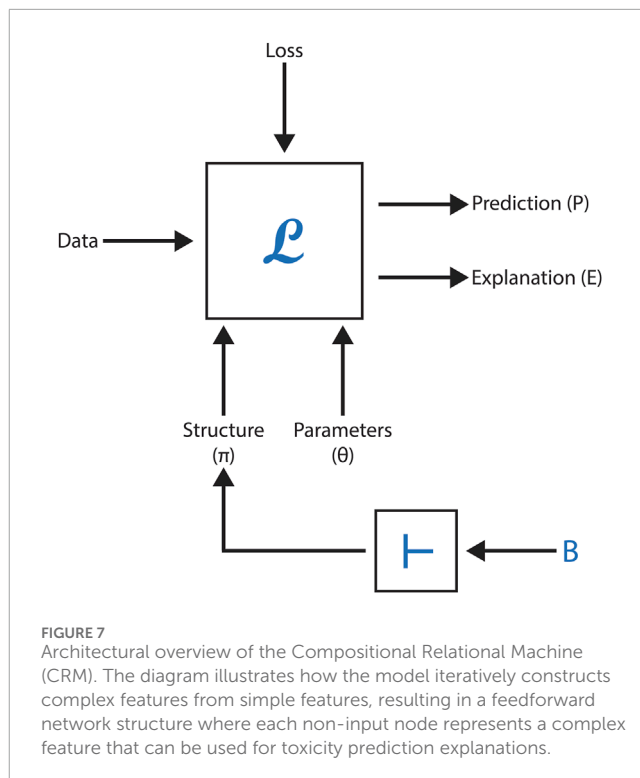 Loss
Data
ℒ
Prediction (P)
Explanation (E)
Structure
(π)
Parameters
(θ)
⊢
B
FIGURE 7
Architectural overview of the Compositional Relational Machine
(CRM). The diagram illustrates how the model iteratively constructs
complex features from simple features, resulting in a feedforward
network structure where each non-input node represents a complex
feature that can be used for toxicity prediction explanations.